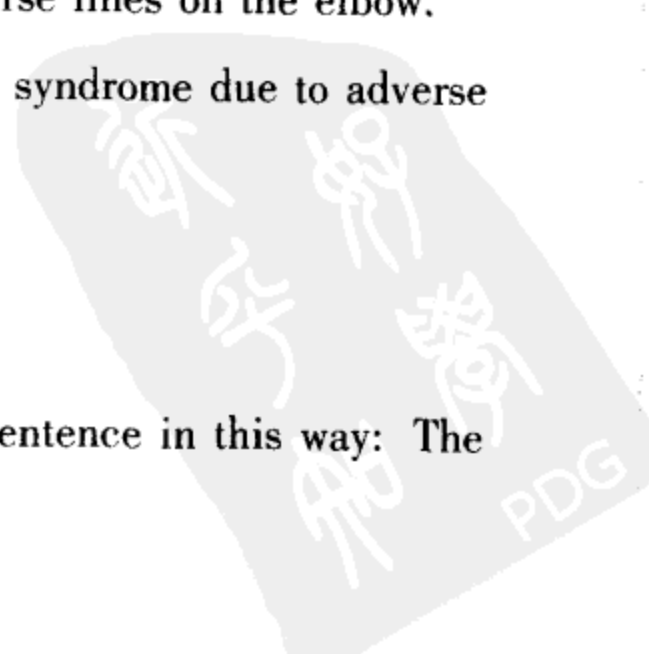 rse lines on the elbow.
syndrome due to adverse
entence in this way: The
PDG